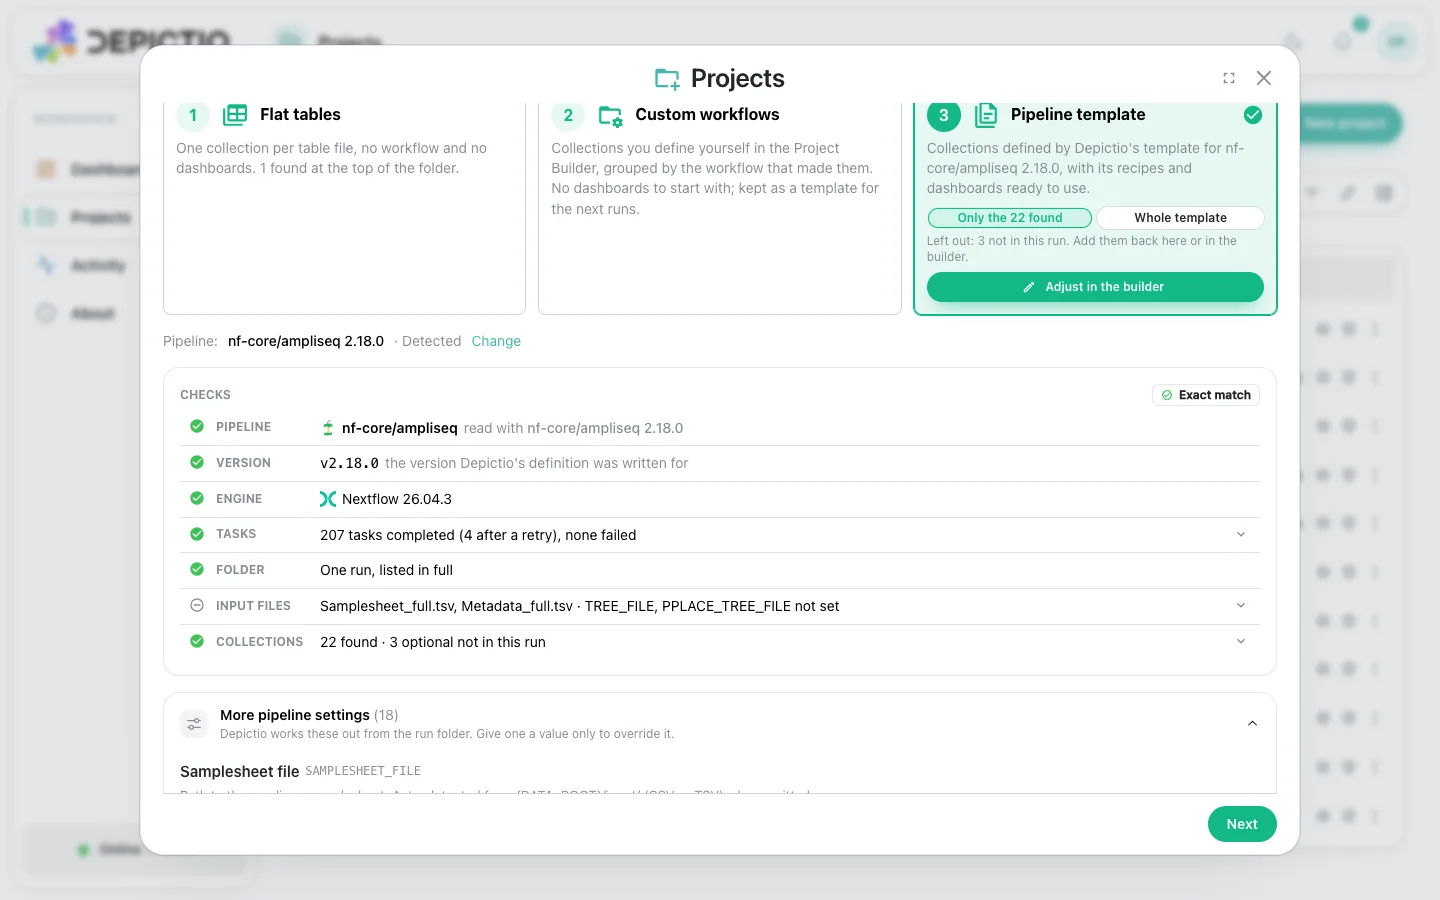 DEPICTIO
Projects
Projects
1 Flat tables
One collection per table file, no workflow and no
dashboards. 1 found at the top of the folder.
2 Custom workflows
Collections you define yourself in the Project
Builder, grouped by the workflow that made them.
No dashboards to start with; kept as a template for
the next runs.
3 Pipeline template
Collections defined by Depictio's template for nf-
core/ampliseq 2.18.0, with its recipes and
dashboards ready to use.
Only the 22 found Whole template
Left out: 3 not in this run. Add them back here or in the
builder.
Adjust in the builder
New project
Projects
Activity
About
Online
Pipeline: nf-core/ampliseq 2.18.0 · Detected Change
CHECKS Exact match
PIPELINE nf-core/ampliseq read with nf-core/ampliseq 2.18.0
VERSION v2.18.0 the version Depictio's definition was written for
ENGINE Nextflow 26.04.3
TASKS 207 tasks completed (4 after a retry), none failed
FOLDER One run, listed in full
INPUT FILES Samplesheet_full.tsv, Metadata_full.tsv · TREE_FILE, PPLACE_TREE_FILE not set
COLLECTIONS 22 found · 3 optional not in this run
More pipeline settings (18)
Depictio works these out from the run folder. Give one a value only to override it.
Samplesheet file SAMPLESHEET_FILE
Next